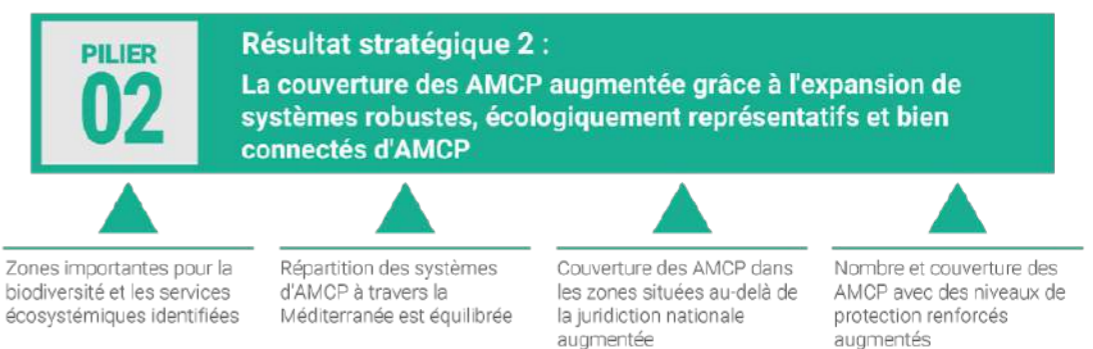 PILIER
02
Résultat stratégique 2 :
La couverture des AMCP augmentée grâce à l'expansion de
systèmes robustes, écologiquement représentatifs et bien
connectés d'AMCP
Zones importantes pour la
biodiversité et les services
écosystémiques identifiées
Répartition des systèmes
d'AMCP à travers la
Méditerranée est équilibrée
Couverture des AMCP dans
les zones situées au-delà de
la juridiction nationale
augmentée
Nombre et couverture des
AMCP avec des niveaux de
protection renforcés
augmentés